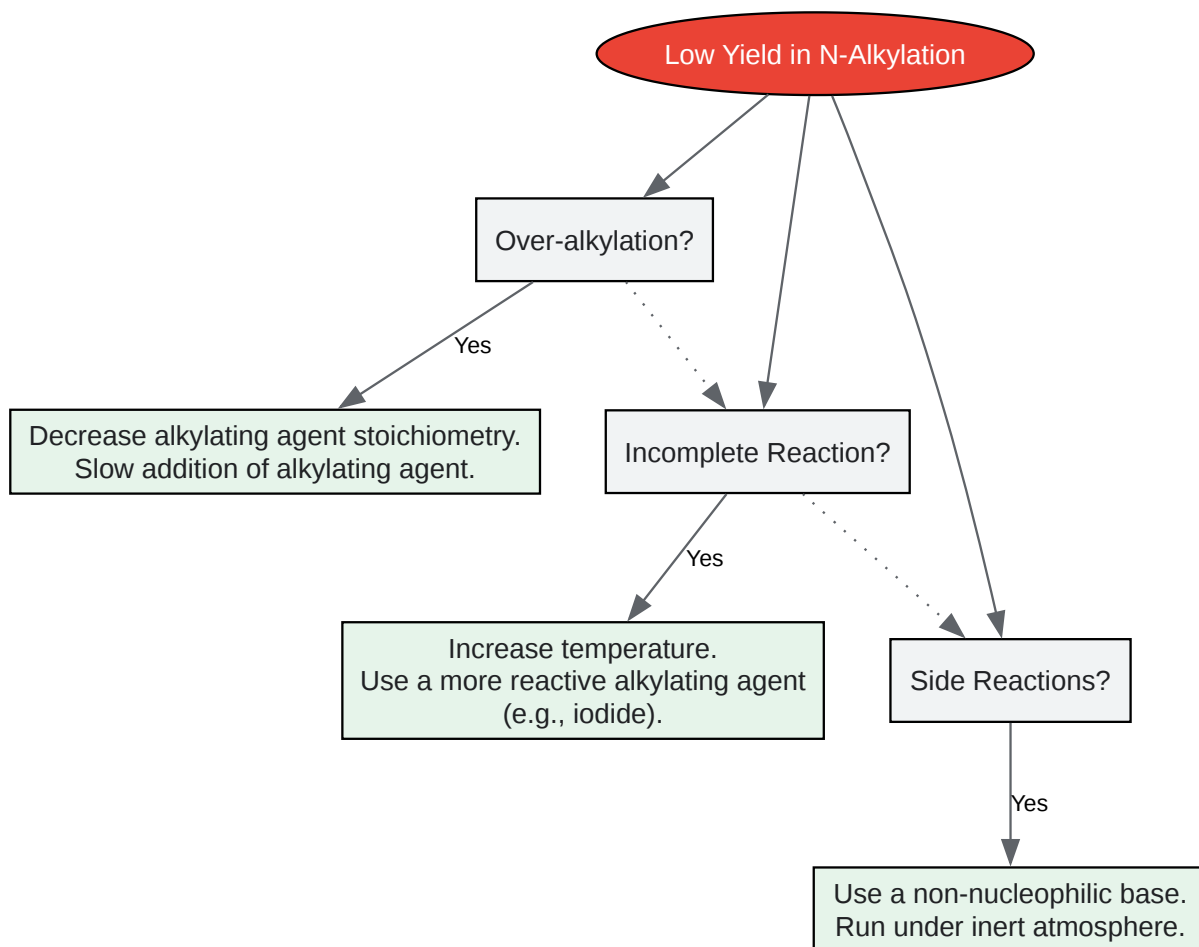 Low Yield in N-Alkylation
Over-alkylation?
Yes
Decrease alkylating agent stoichiometry.
Slow addition of alkylating agent.
Incomplete Reaction?
Yes
Increase temperature.
Use a more reactive alkylating agent
(e.g., iodide).
Side Reactions?
Yes
Use a non-nucleophilic base.
Run under inert atmosphere.